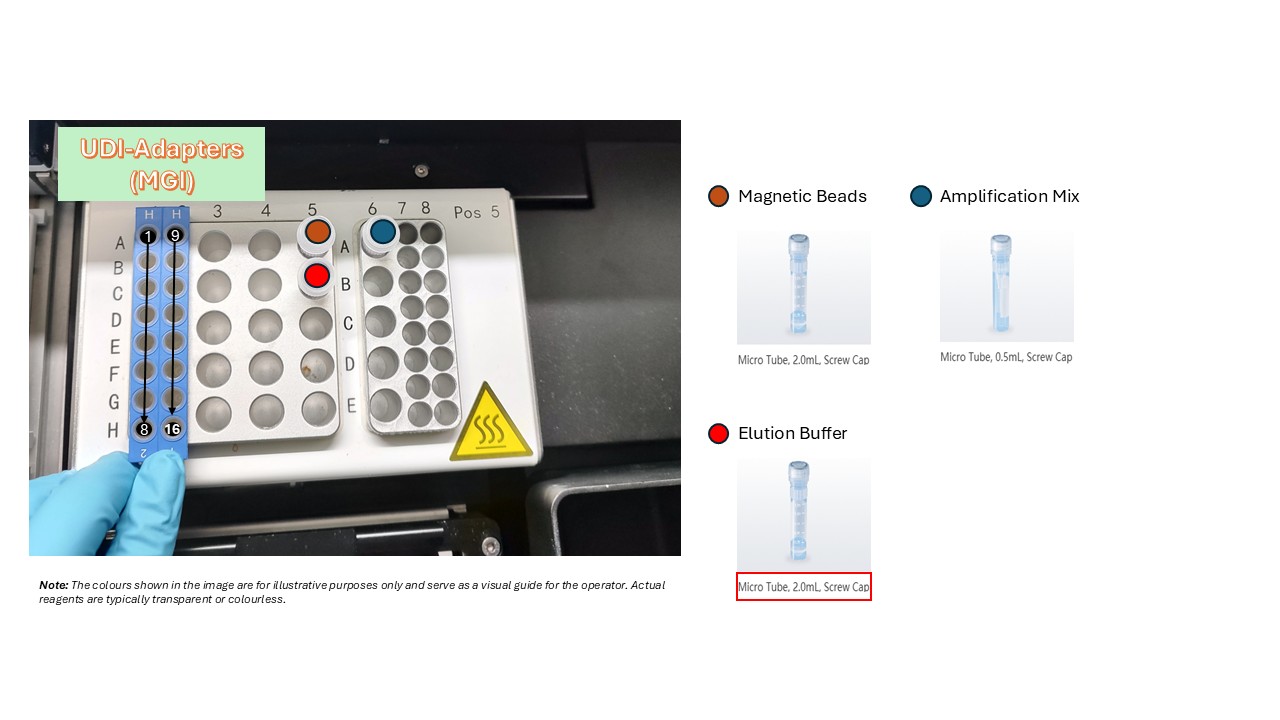 UDI-Adapters
(MGI)
H H
3 4 5 6 7 8 Pos 5
1 9
A A
B B
C C
D D
E E
F
G
H
8 16
2
Note: The colours shown in the image are for illustrative purposes only and serve as a visual guide for the operator. Actual
reagents are typically transparent or colourless.
Magnetic Beads
Micro Tube, 2.0mL, Screw Cap
Amplification Mix
Micro Tube, 0.5mL, Screw Cap
Elution Buffer
Micro Tube, 2.0mL, Screw Cap